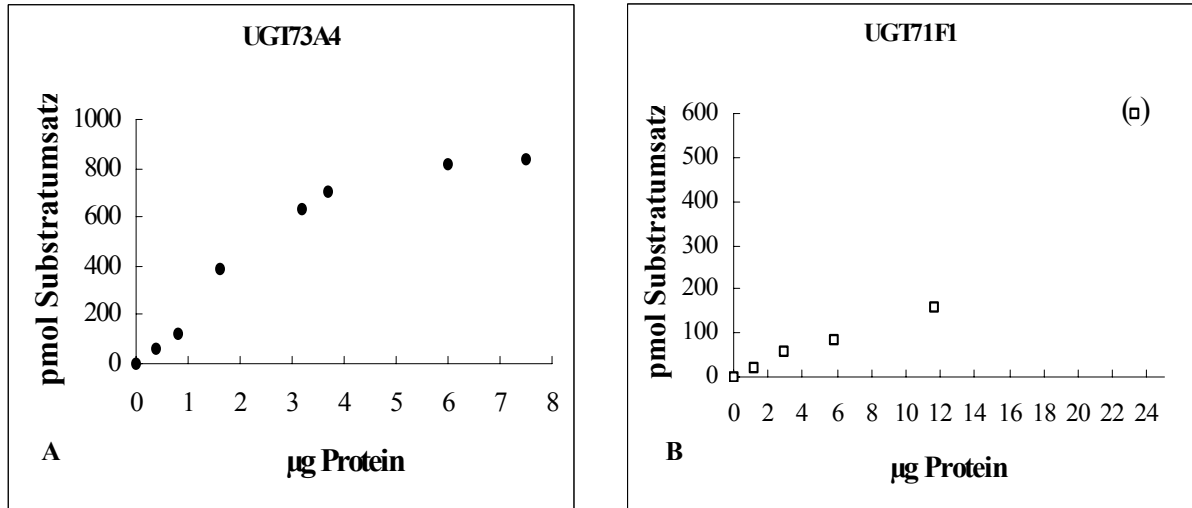 UGT73A4
pmol Substratumsatz
1000
800
600
400
200
0
0 1 2 3 4 5 6 7 8
µg Protein
A
UGT71F1
pmol Substratumsatz
600
500
400
300
200
100
0
0 2 4 6 8 10 12 14 16 18 20 22 24
µg Protein
B
( )